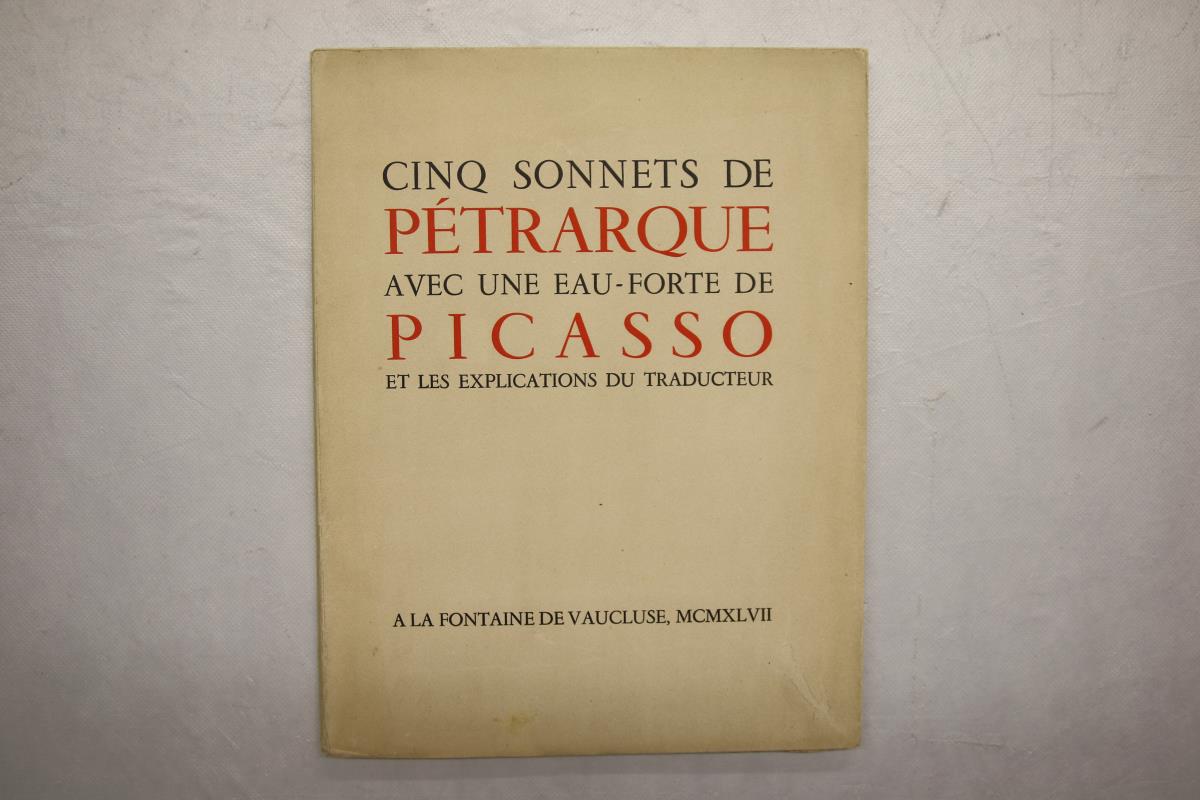 CINQ SONNETS DE
PÉTRARQUE
AVEC UNE EAU-FORTE DE
PICASSO
ET LES EXPLICATIONS DU TRADUCTEUR
A LA FONTAINE DE VAUCLUSE, MCMXLVII